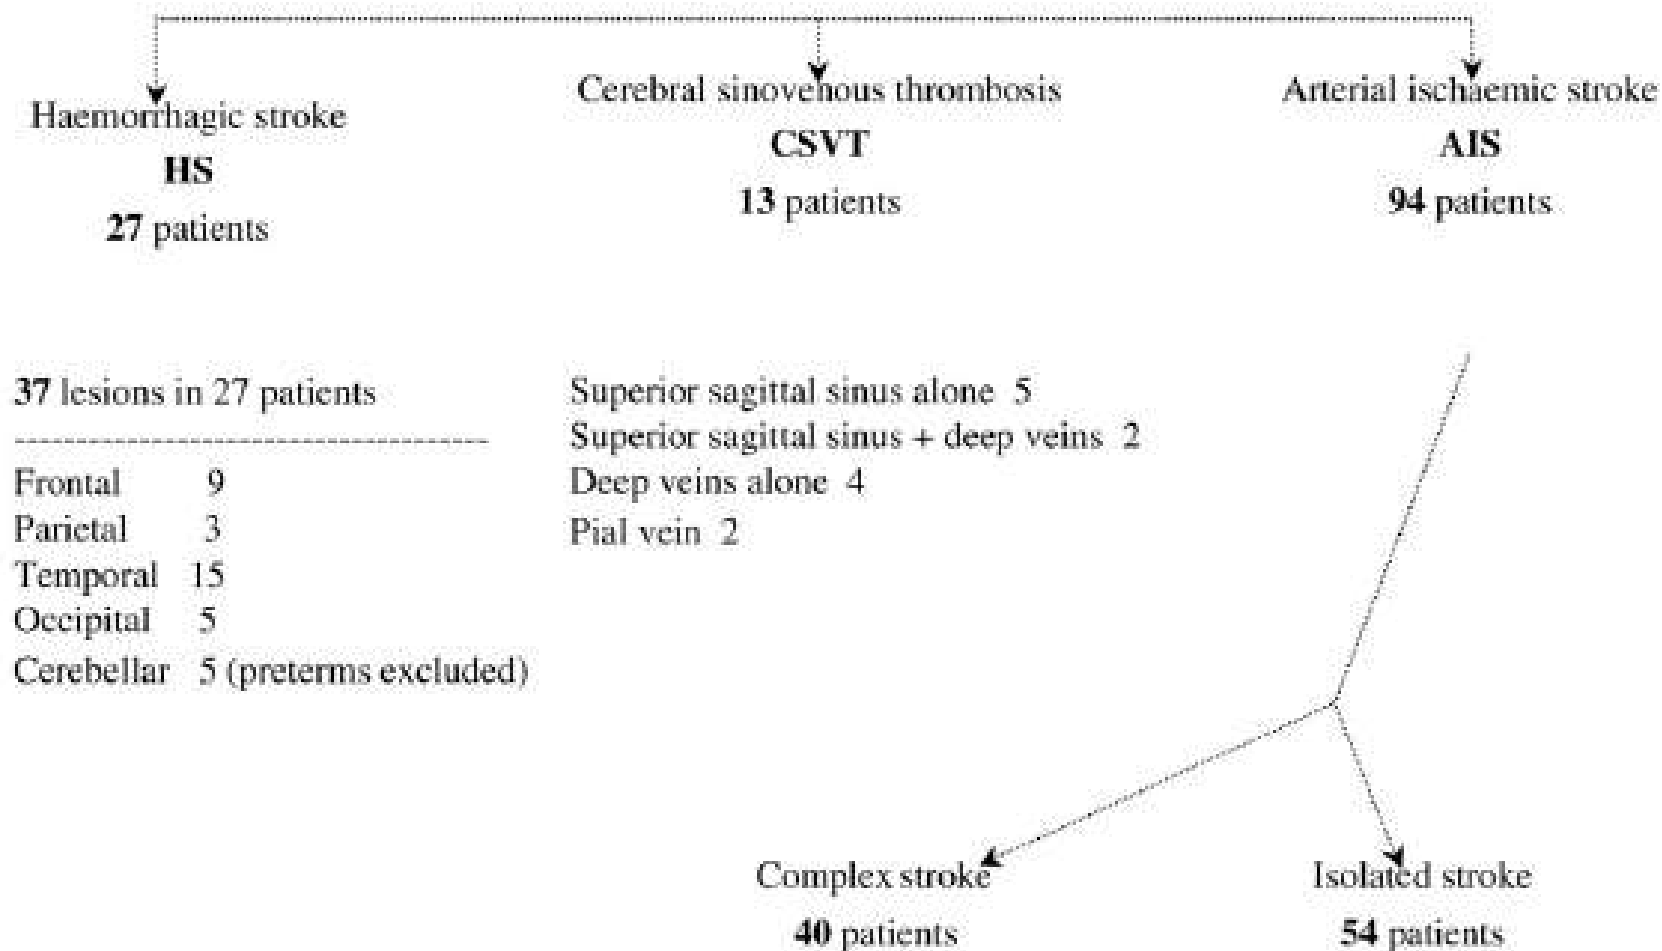 Haemorrhagic stroke
HS
27 patients
Cerebral sinovenous thrombosis
CSVT
13 patients
Arterial ischaemic stroke
AIS
94 patients
37 lesions in 27 patients
Frontal 9
Parietal 3
Temporal 15
Occipital 5
Cerebellar 5 (preterms excluded)
Superior sagittal sinus alone 5
Superior sagittal sinus + deep veins 2
Deep veins alone 4
Pial vein 2
Complex stroke
40 patients
Isolated stroke
54 patients